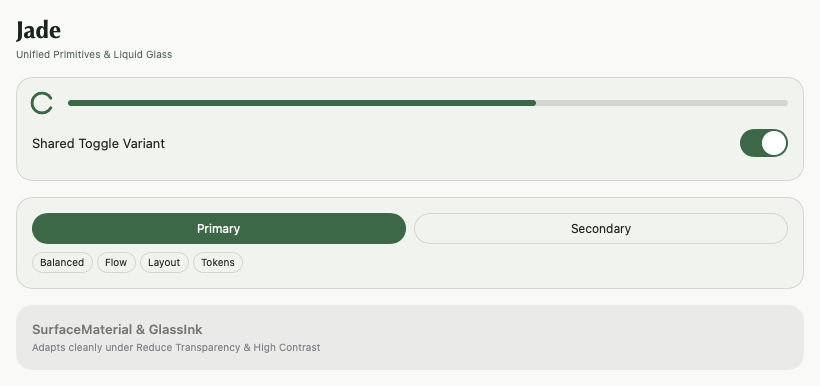 Jade
Unified Primitives & Liquid Glass
Shared Toggle Variant
Primary
Secondary
Balanced
Flow
Layout
Tokens
SurfaceMaterial & GlassInk
Adapts cleanly under Reduce Transparency & High Contrast